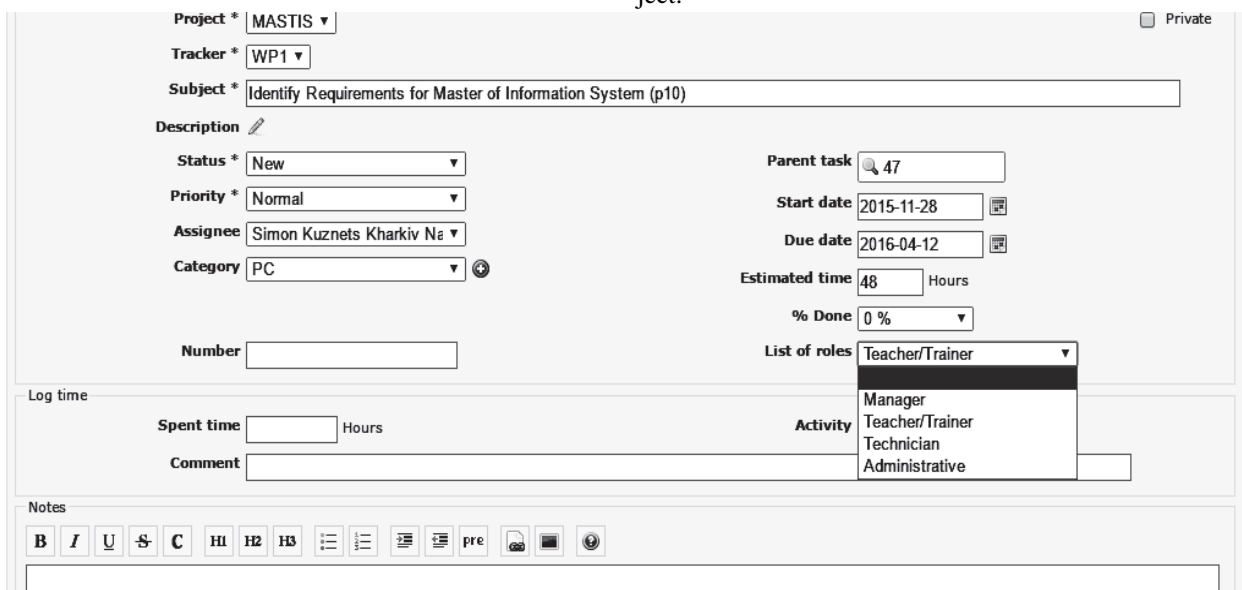 ject.
Project * MASTIS Private
Tracker * WP1
Subject * Identify Requirements for Master of Information System (p10)
Description
Status * New Parent task 47
Priority * Normal Start date 2015-11-28
Assignee Simon Kuznets Kharkiv Na Due date 2016-04-12
Category PC Estimated time 48 Hours
% Done 0 %
Number List of roles Teacher/Trainer
Log time
Manager
Spent time Hours Activity Teacher/Trainer
Technician
Comment Administrative
Notes
B I U S C H1 H2 H3 pre